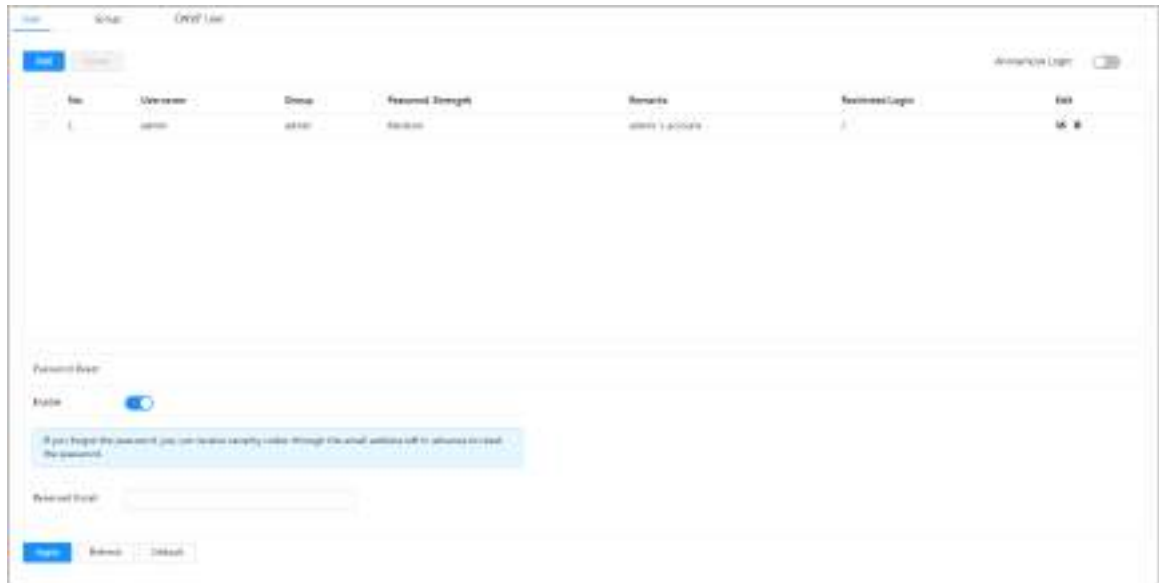 User Group ONVIF User
Add Delete
Anonymous Login
No. Username Group Password Strength Remarks Restricted Login Edit
1 admin admin Medium admin 's account
Password Reset
Enable
If you forgot the password, you can receive security codes through the email address left in advance to reset
the password.
Reserved Email
Apply Refresh Default